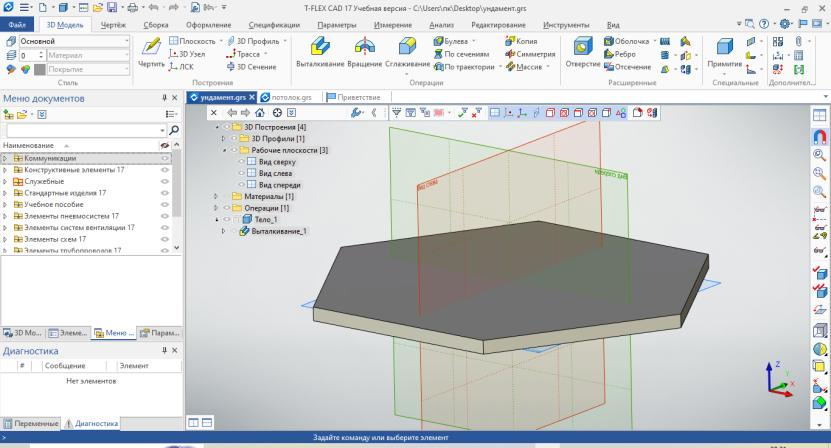 T-FLEX CAD 17 Учебная версия - C:\Users\nx\Desktop\ундамент.grs
Файл 3D Модель Чертёж Сборка Оформление Спецификации Параметры Измерение Анализ Редактирование Инструменты Вид
Основной
0 Материал
Покрытие
Стиль
Чертить
Плоскость
3D Узел
ЛСК
3D Профиль
Трасса
3D Сечение
Построения
Выталкивание
Вращение
Сглаживание
Булева
По сечениям
По траектории
Копия
Симметрия
Массив
Операции
Отверстие
Оболочка
Ребро
Отсечение
Расширенные
Примитив
Специальные
Дополнител...
Меню документов
Наименование
Коммуникации
Конструктивные элементы 17
Служебные
Стандартные изделия 17
Учебное пособие
Элементы пневмосистем 17
Элементы систем вентиляции 17
Элементы схем 17
Элементы трубопроводов 17
3D Мо... Элеме... Меню ... Парам...
Диагностика
# Сообщение Элемент
Нет элементов
Переменные Диагностика
ундамент.grs потолок.grs Приветствие
3D Построения [4]
3D Профили [1]
Рабочие плоскости [3]
Вид сверху
Вид слева
Вид спереди
Материалы [1]
Операции [1]
Тело_1
Выталкивание_1
Z
Y
X
> Задайте команду или выберите элемент